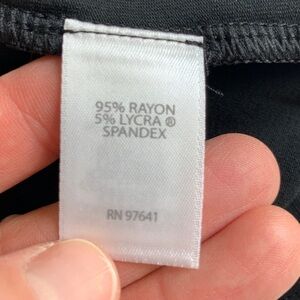 95% RAYON
5% LYCRA ®
SPANDEX
RN 97641